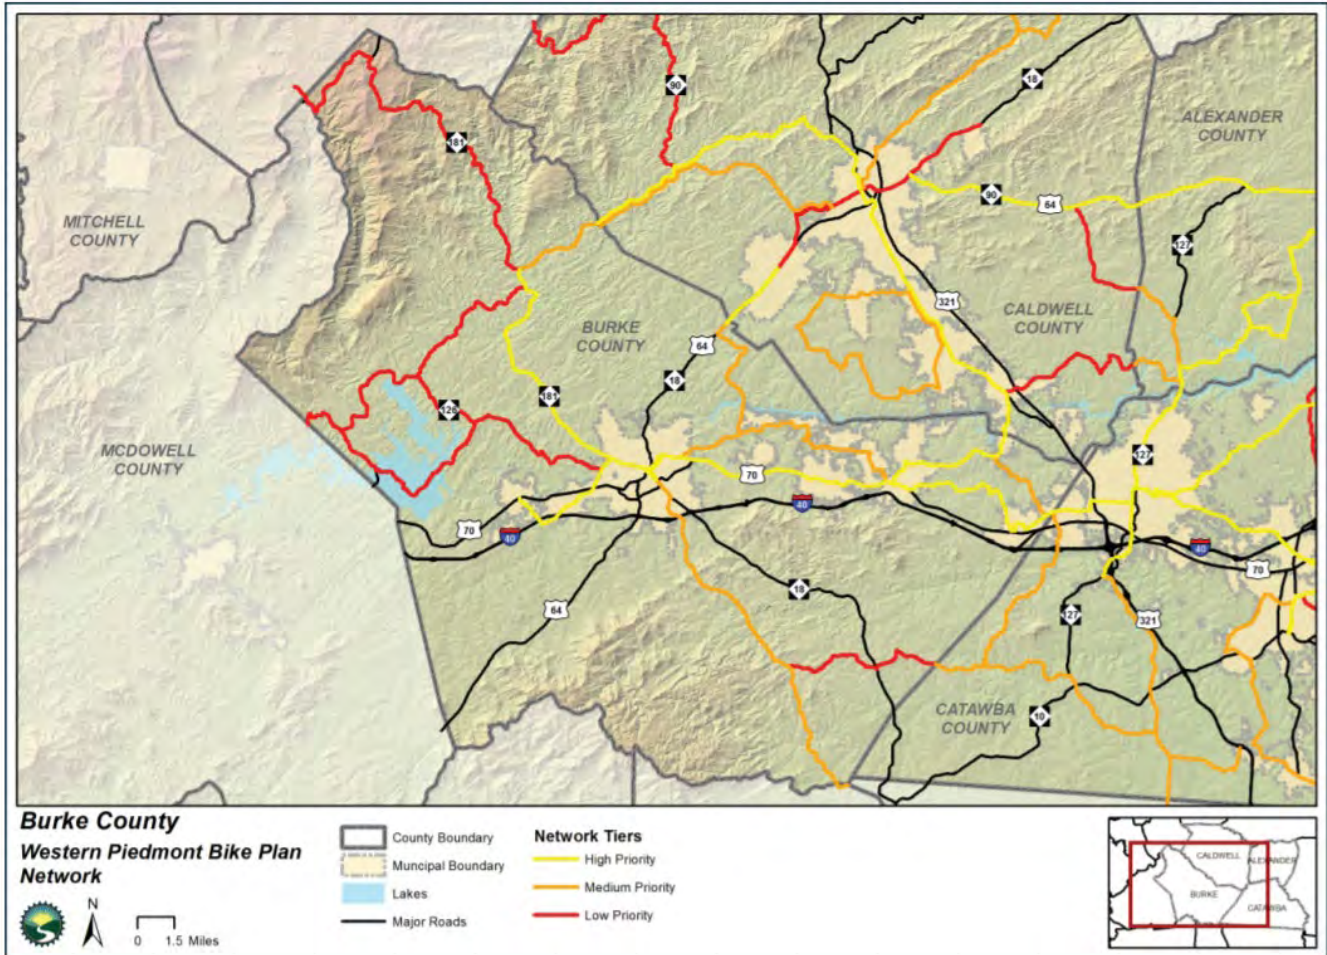 90
18
ALEXANDER
COUNTY
181
90
64
MITCHELL
COUNTY
127
321
CALDWELL
COUNTY
BURKE
COUNTY
64
18
181
126
MCDOWELL
COUNTY
127
70
40
70
40
40
70
18
64
127
321
CATAWBA
COUNTY
10
Burke County
Western Piedmont Bike Plan
Network
N
0 1.5 Miles
County Boundary
Muncipal Boundary
Lakes
Major Roads
Network Tiers
High Priority
Medium Priority
Low Priority
CALDWELL
ALEXANDER
BURKE
CATAWBA